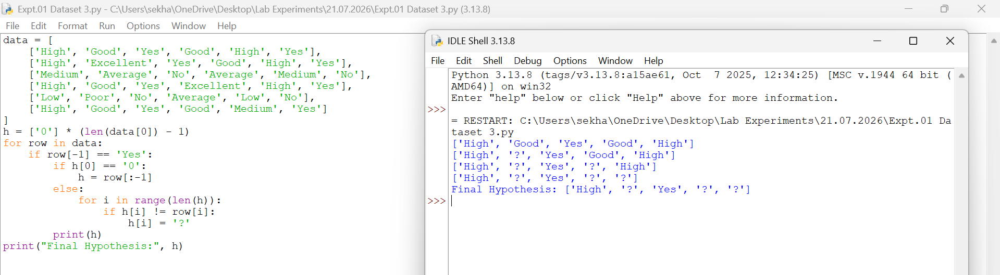 Expt.01 Dataset 3.py - C:\Users\sekha\OneDrive\Desktop\Lab Experiments\21.07.2026\Expt.01 Dataset 3.py (3.13.8)
File Edit Format Run Options Window Help
data = [
    ['High', 'Good', 'Yes', 'Good', 'High', 'Yes'],
    ['High', 'Excellent', 'Yes', 'Good', 'High', 'Yes'],
    ['Medium', 'Average', 'No', 'Average', 'Medium', 'No'],
    ['High', 'Good', 'Yes', 'Excellent', 'High', 'Yes'],
    ['Low', 'Poor', 'No', 'Average', 'Low', 'No'],
    ['High', 'Good', 'Yes', 'Good', 'Medium', 'Yes']
]
h = ['0'] * (len(data[0]) - 1)
for row in data:
    if row[-1] == 'Yes':
        if h[0] == '0':
            h = row[:-1]
        else:
            for i in range(len(h)):
                if h[i] != row[i]:
                    h[i] = '?'
        print(h)
print("Final Hypothesis:", h)
IDLE Shell 3.13.8
File Edit Shell Debug Options Window Help
Python 3.13.8 (tags/v3.13.8:a15ae61, Oct  7 2025, 12:34:25) [MSC v.1944 64 bit (
AMD64)] on win32
Enter "help" below or click "Help" above for more information.
>>>
= RESTART: C:\Users\sekha\OneDrive\Desktop\Lab Experiments\21.07.2026\Expt.01 Da
taset 3.py
['High', 'Good', 'Yes', 'Good', 'High']
['High', '?', 'Yes', 'Good', 'High']
['High', '?', 'Yes', '?', 'High']
['High', '?', 'Yes', '?', '?']
Final Hypothesis: ['High', '?', 'Yes', '?', '?']
>>>